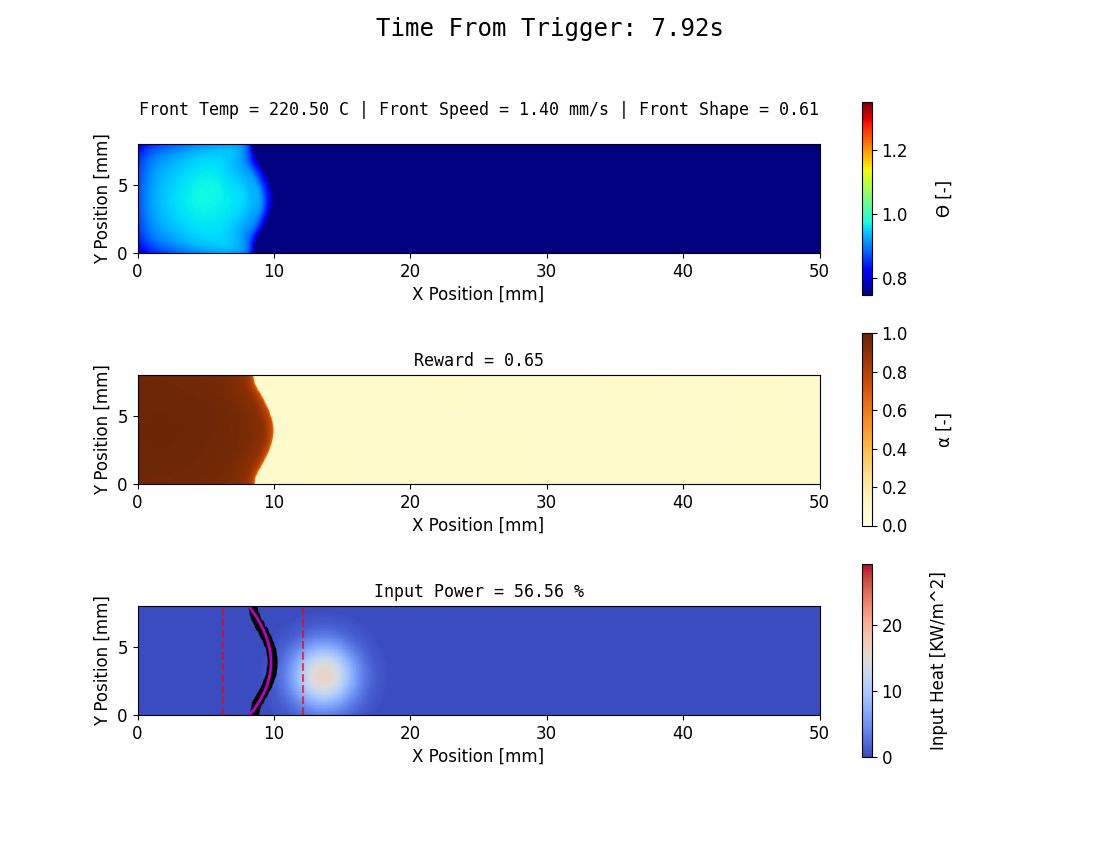 Time From Trigger: 7.92s
Front Temp = 220.50 C | Front Speed = 1.40 mm/s | Front Shape = 0.61
Y Position [mm]
5
0
0 10 20 30 40 50
X Position [mm]
1.2
1.0
0.8
Θ [-]
Reward = 0.65
Y Position [mm]
5
0
0 10 20 30 40 50
X Position [mm]
1.0
0.8
0.6
0.4
0.2
0.0
α [-]
Input Power = 56.56 %
Y Position [mm]
5
0
0 10 20 30 40 50
X Position [mm]
20
10
0
Input Heat [KW/m^2]